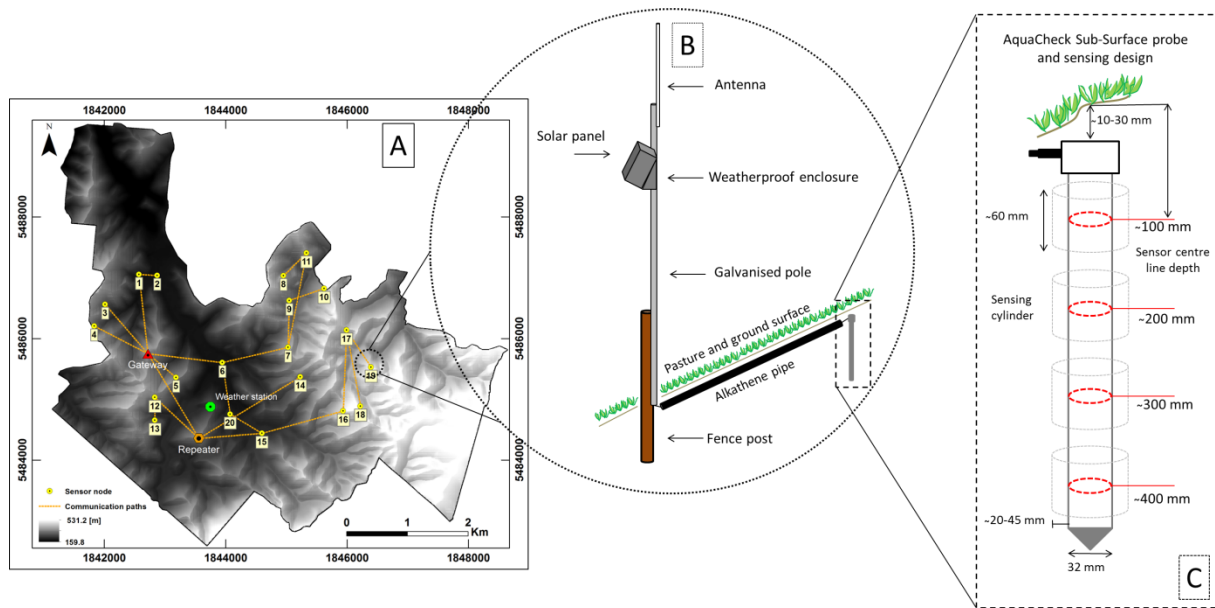 1842000 1844000 1846000 1848000
N
A
5488000 5488000
5486000 5486000
5484000 5484000
1
2
3
4
Gateway
5
6
7
8
9
10
11
12
13
14
15
16
17
18
19
20
Weather station
Repeater
Sensor node
Communication paths
531.2 [m]
159.8
0 1 2
Km
1842000 1844000 1846000 1848000
B
Antenna
Solar panel
Weatherproof enclosure
Galvanised pole
Pasture and ground surface
Alkathene pipe
Fence post
AquaCheck Sub-Surface probe
and sensing design
~10-30 mm
~60 mm
~100 mm
Sensor centre
line depth
Sensing
cylinder
~200 mm
~300 mm
~400 mm
~20-45 mm
32 mm
C